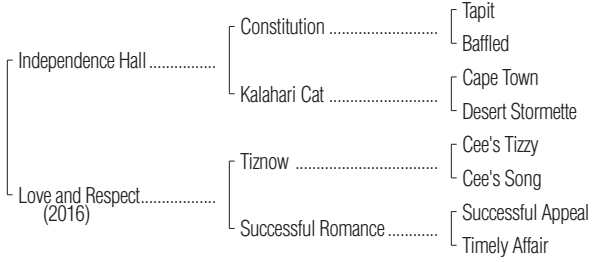 Tapit
Constitution ..........................
Baffled
Independence Hall ................
Cape Town
Kalahari Cat ..........................
Desert Stormette
Cee's Tizzy
Tiznow ..................................
Cee's Song
Love and Respect..................
(2016)
Successful Appeal
Successful Romance ............
Timely Affair